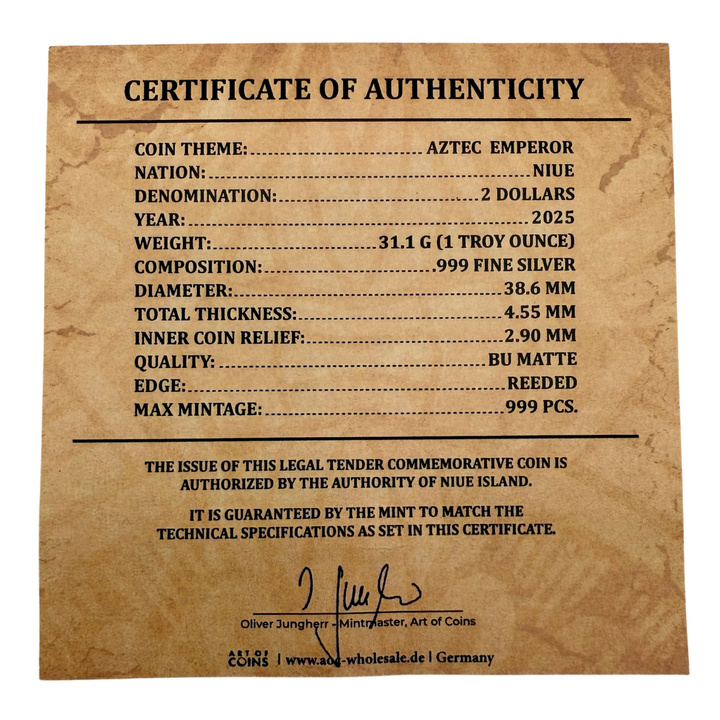 CERTIFICATE OF AUTHENTICITY
COIN THEME: AZTEC EMPEROR
NATION: NIUE
DENOMINATION: 2 DOLLARS
YEAR: 2025
WEIGHT: 31.1 G (1 TROY OUNCE)
COMPOSITION: .999 FINE SILVER
DIAMETER: 38.6 MM
TOTAL THICKNESS: 4.55 MM
INNER COIN RELIEF: 2.90 MM
QUALITY: BU MATTE
EDGE: REEDED
MAX MINTAGE: 999 PCS.
THE ISSUE OF THIS LEGAL TENDER COMMEMORATIVE COIN IS
AUTHORIZED BY THE AUTHORITY OF NIUE ISLAND.
IT IS GUARANTEED BY THE MINT TO MATCH THE
TECHNICAL SPECIFICATIONS AS SET IN THIS CERTIFICATE.
Oliver Jungherr - Mintmaster, Art of Coins
ART OF
COINS | www.aoc-wholesale.de | Germany